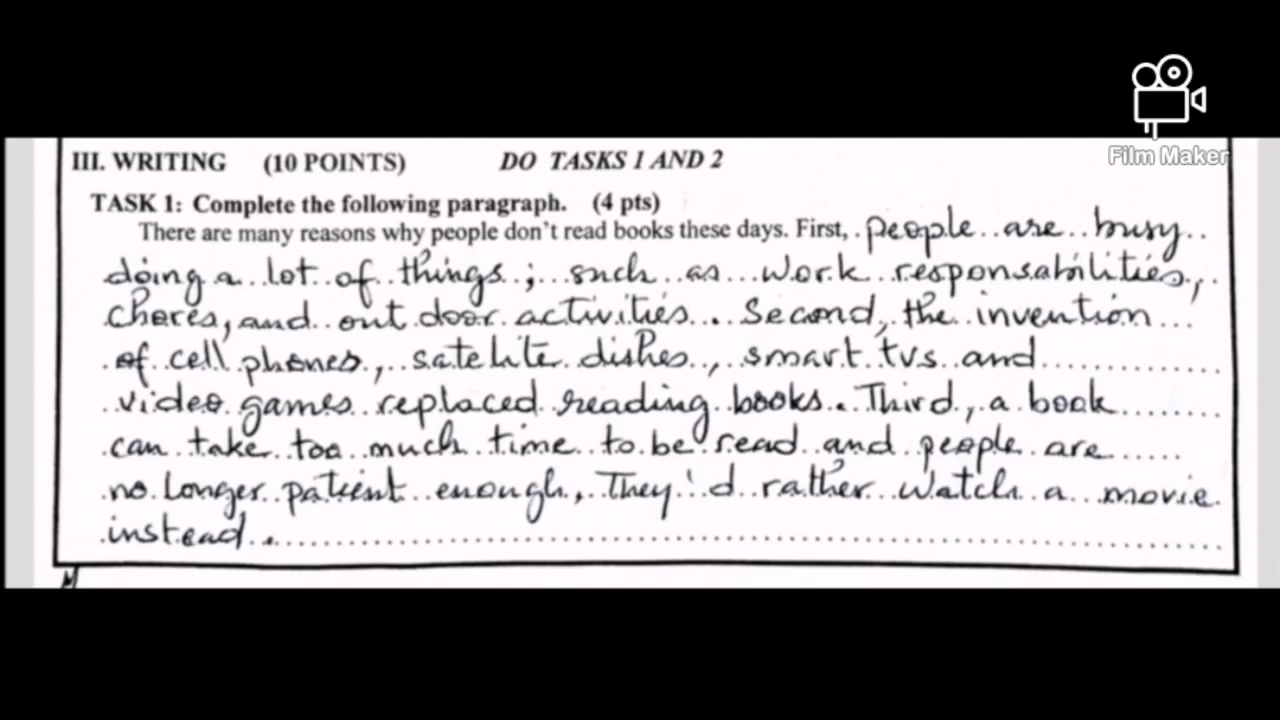 Film Maker
III. WRITING (10 POINTS) DO TASKS 1 AND 2
TASK 1: Complete the following paragraph. (4 pts)
There are many reasons why people don't read books these days. First, people are busy
doing a lot of things ; such as work responsabilities,
chores, and out door activities. Second, the invention
of cell phones, satelite dishes, smart tvs and
video games replaced reading books. Third, a book
can take too much time to be read and people are
no longer patient enough, They'd rather watch a movie
instead.